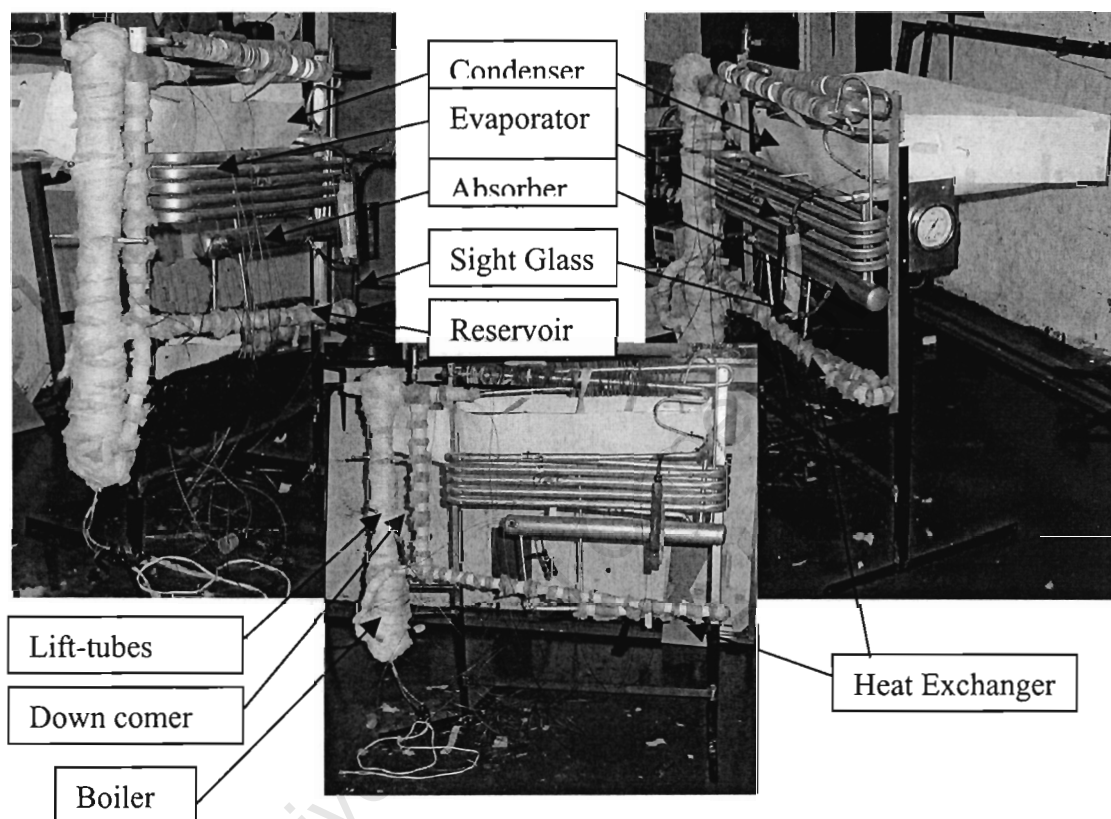 Condenser
Evaporator
Absorber
Sight Glass
Reservoir
Lift-tubes
Down comer
Boiler
Heat Exchanger